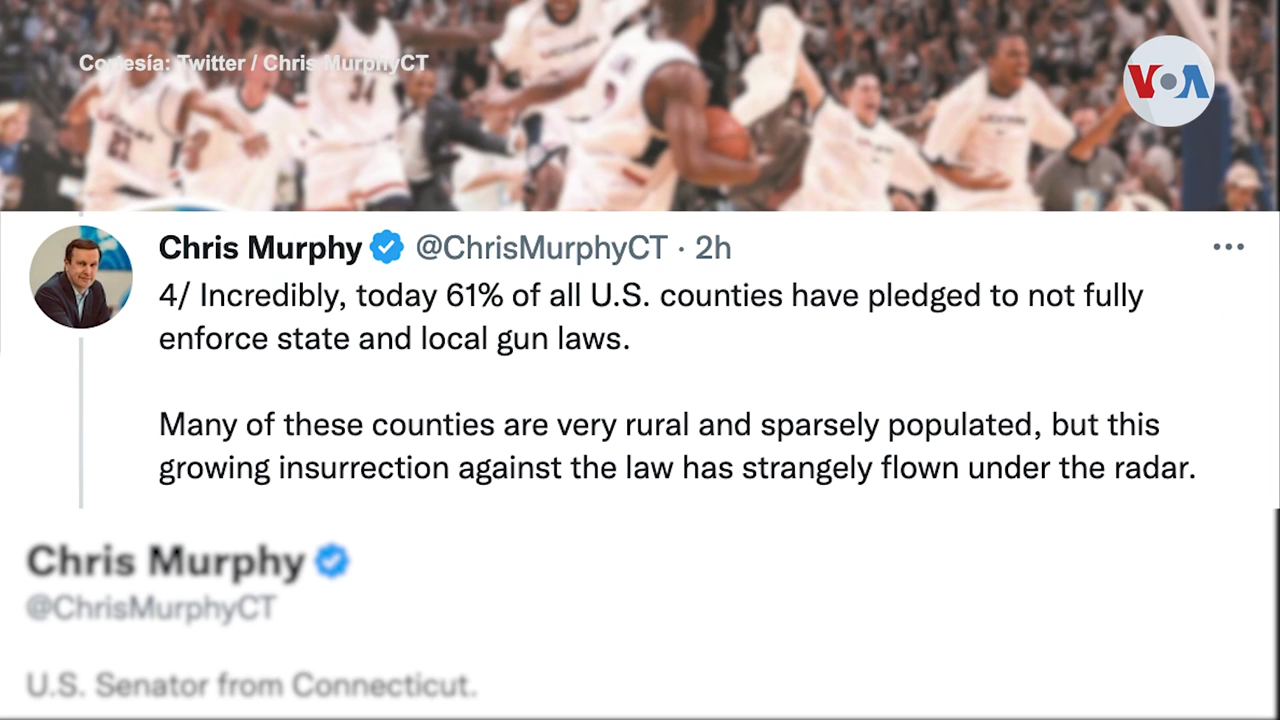 Cortesía: Twitter / Chris MurphyCT
VOA
Chris Murphy @ChrisMurphyCT · 2h
4/ Incredibly, today 61% of all U.S. counties have pledged to not fully
enforce state and local gun laws.
Many of these counties are very rural and sparsely populated, but this
growing insurrection against the law has strangely flown under the radar.
Chris Murphy
@ChrisMurphyCT
U.S. Senator from Connecticut.